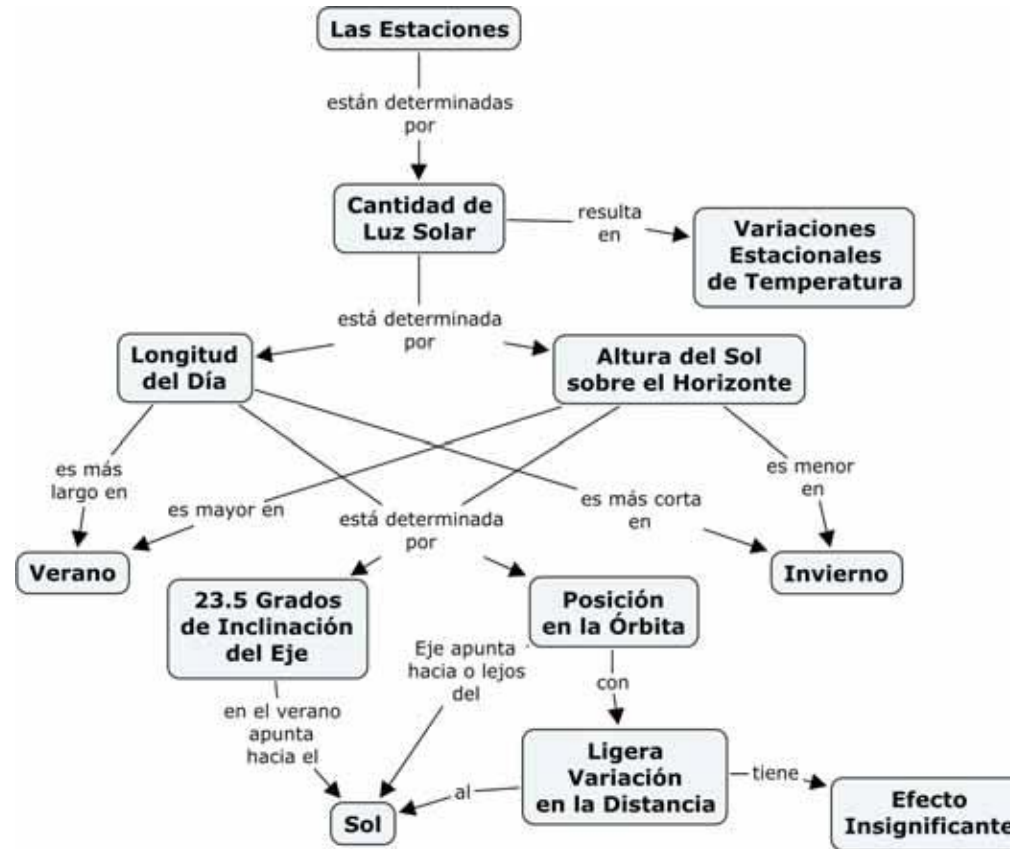 Las Estaciones
están determinadas
por
Cantidad de
Luz Solar
resulta
en
Variaciones
Estacionales
de Temperatura
está determinada
por
Longitud
del Día
Altura del Sol
sobre el Horizonte
es más
largo en
es mayor en
está determinada
por
es más corta
en
es menor
en
Verano
Invierno
23.5 Grados
de Inclinación
del Eje
Posición
en la Órbita
Eje apunta
hacia o lejos
del
con
en el verano
apunta
hacia el
Ligera
Variación
en la Distancia
tiene
al
Sol
Efecto
Insignificante